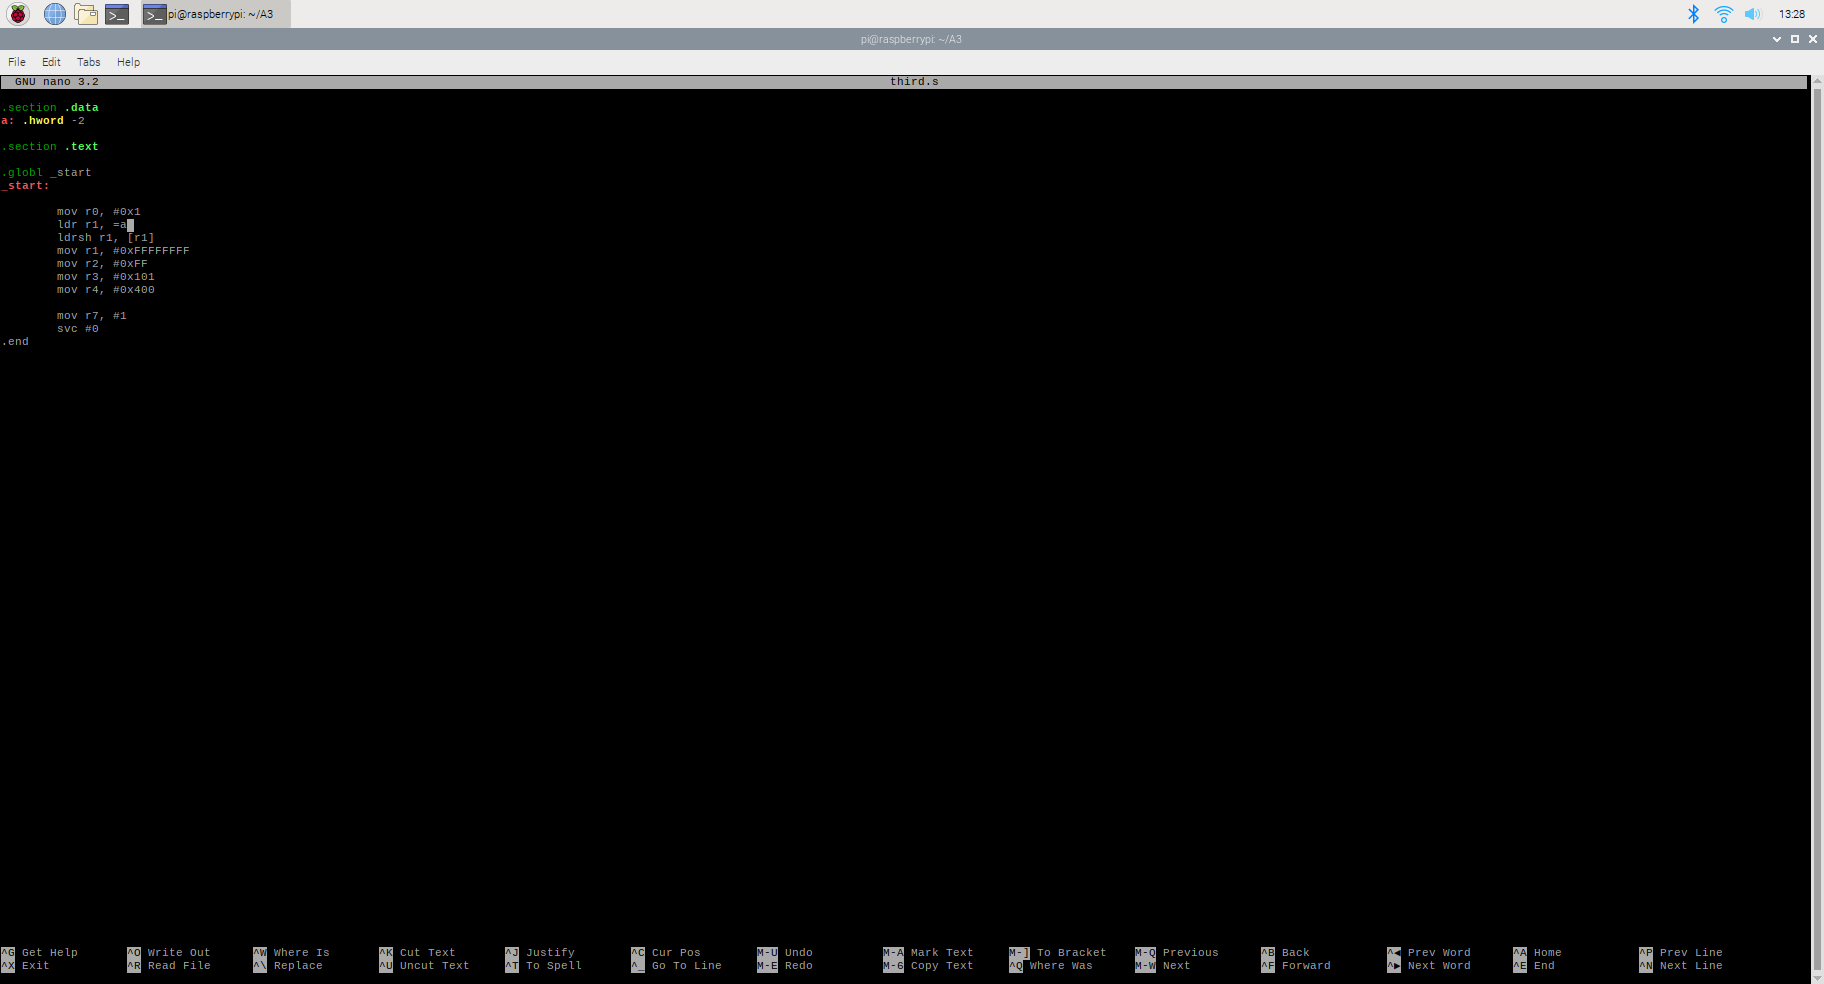 pi@raspberrypi: ~/A3 13:28
pi@raspberrypi: ~/A3
File Edit Tabs Help
GNU nano 3.2 third.s
.section .data
a: .hword -2
.section .text
.globl _start
_start:
mov r0, #0x1
ldr r1, =a
ldrsh r1, [r1]
mov r1, #0xFFFFFFFF
mov r2, #0xFF
mov r3, #0x101
mov r4, #0x400
mov r7, #1
svc #0
.end
^G Get Help ^O Write Out ^W Where Is ^K Cut Text ^J Justify ^C Cur Pos M-U Undo M-A Mark Text M-] To Bracket M-Q Previous ^B Back ^◀ Prev Word ^A Home ^P Prev Line
^X Exit ^R Read File ^\ Replace ^U Uncut Text ^T To Spell ^_ Go To Line M-E Redo M-6 Copy Text ^Q Where Was M-W Next ^F Forward ^▶ Next Word ^E End ^N Next Line